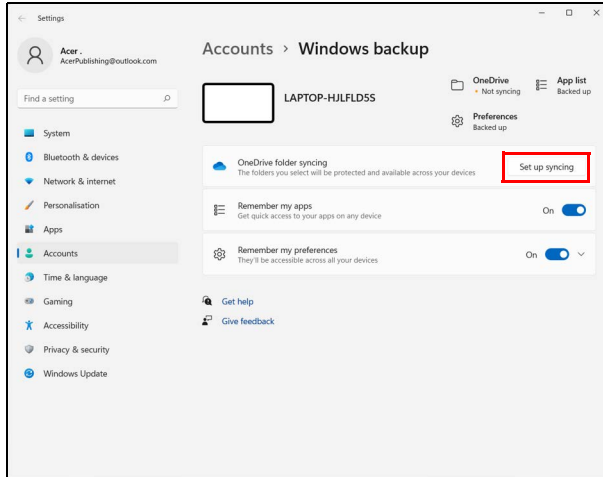 Settings
Acer .
AcerPublishing@outlook.com
Find a setting
System
Bluetooth & devices
Network & internet
Personalisation
Apps
Accounts
Time & language
Gaming
Accessibility
Privacy & security
Windows Update
Accounts > Windows backup
LAPTOP-HJLFLD5S
OneDrive
• Not syncing
App list
Backed up
Preferences
Backed up
OneDrive folder syncing
The folders you select will be protected and available across your devices
Set up syncing
Remember my apps
Get quick access to your apps on any device
On
Remember my preferences
They'll be accessible across all your devices
On
Get help
Give feedback